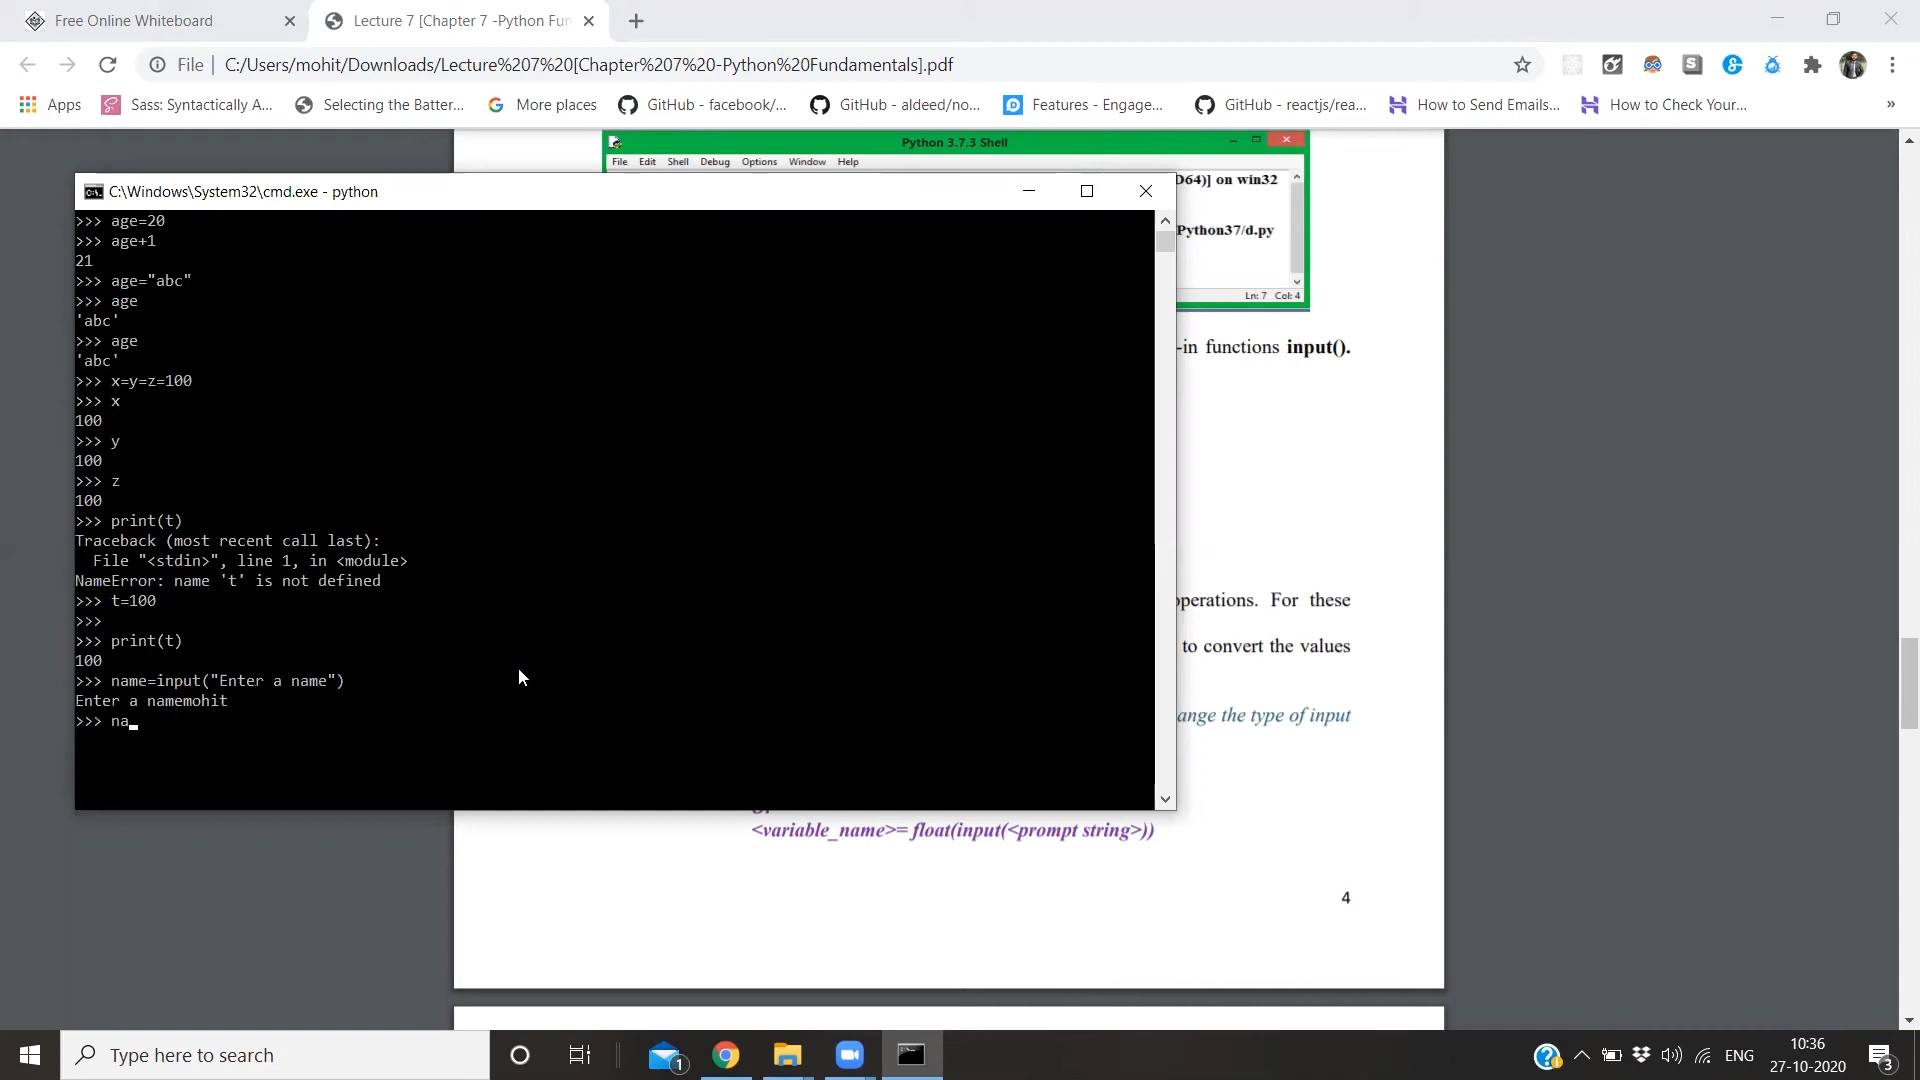 Free Online Whiteboard
Lecture 7 [Chapter 7 -Python Fun
File
C:/Users/mohit/Downloads/Lecture%207%20[Chapter%207%20-Python%20Fundamentals].pdf
Apps
Sass: Syntactically A...
Selecting the Batter...
More places
GitHub - facebook/...
GitHub - aldeed/no...
Features - Engage...
GitHub - reactjs/rea...
How to Send Emails...
How to Check Your...
»
Python 3.7.3 Shell
File Edit Shell Debug Options Window Help
D64)] on win32
Python37/d.py
Ln: 7 Col: 4
C:\Windows\System32\cmd.exe - python
>>> age=20
>>> age+1
21
>>> age="abc"
>>> age
'abc'
>>> age
'abc'
>>> x=y=z=100
>>> x
100
>>> y
100
>>> z
100
>>> print(t)
Traceback (most recent call last):
  File "<stdin>", line 1, in <module>
NameError: name 't' is not defined
>>> t=100
>>>
>>> print(t)
100
>>> name=input("Enter a name")
Enter a namemohit
>>> na_
-in functions input().
operations. For these
to convert the values
ange the type of input
<variable_name>= float(input(<prompt string>))
4
Type here to search
1
ENG
10:36
27-10-2020
3